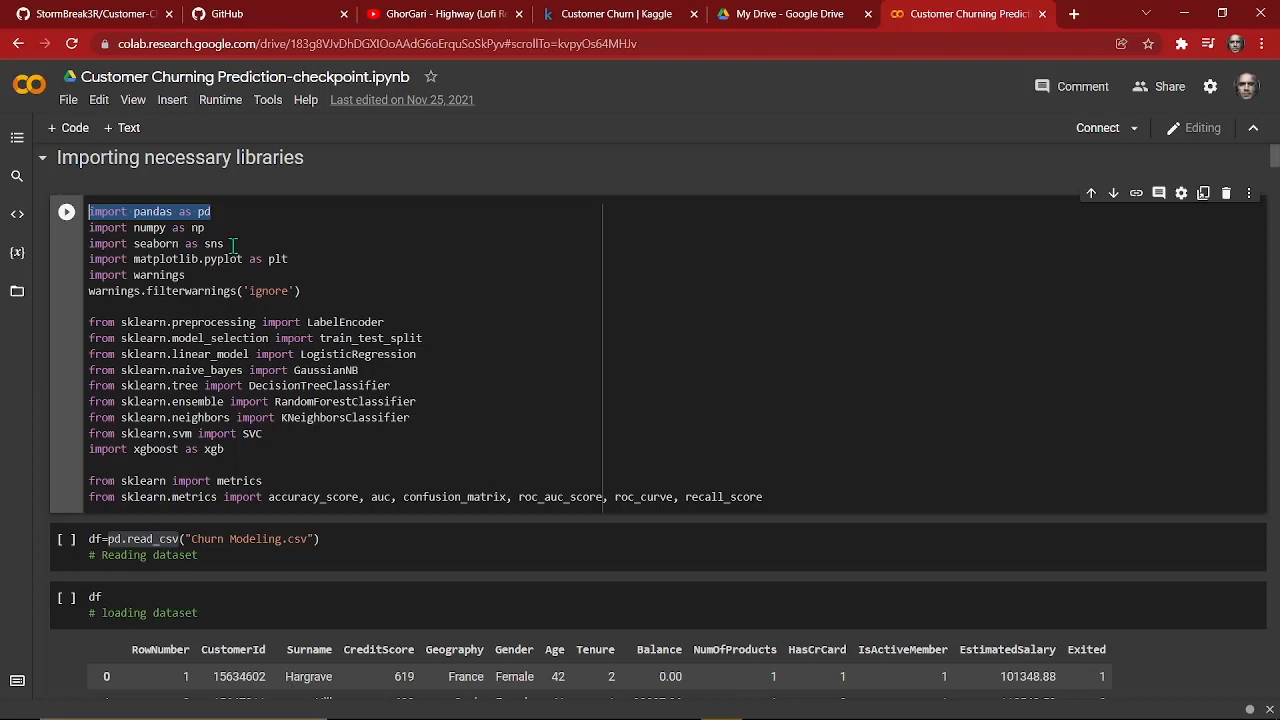 StormBreak3R/Customer-C
GitHub
GhorGari - Highway (Lofi Re
Customer Churn | Kaggle
My Drive - Google Drive
Customer Churning Predicti
colab.research.google.com/drive/183g8VJvDhDGXIOoAAdG6oErquSoSkPyv#scrollTo=kvpyOs64MHJv
Customer Churning Prediction-checkpoint.ipynb
Comment
Share
File Edit View Insert Runtime Tools Help Last edited on Nov 25, 2021
+ Code + Text
Connect
Editing
Importing necessary libraries
import pandas as pd
import numpy as np
import seaborn as sns
import matplotlib.pyplot as plt
import warnings
warnings.filterwarnings('ignore')
from sklearn.preprocessing import LabelEncoder
from sklearn.model_selection import train_test_split
from sklearn.linear_model import LogisticRegression
from sklearn.naive_bayes import GaussianNB
from sklearn.tree import DecisionTreeClassifier
from sklearn.ensemble import RandomForestClassifier
from sklearn.neighbors import KNeighborsClassifier
from sklearn.svm import SVC
import xgboost as xgb
from sklearn import metrics
from sklearn.metrics import accuracy_score, auc, confusion_matrix, roc_auc_score, roc_curve, recall_score
[ ] df=pd.read_csv("Churn Modeling.csv")
# Reading dataset
[ ] df
# loading dataset
RowNumber CustomerId Surname CreditScore Geography Gender Age Tenure Balance NumOfProducts HasCrCard IsActiveMember EstimatedSalary Exited
0 1 15634602 Hargrave 619 France Female 42 2 0.00 1 1 1 101348.88 1